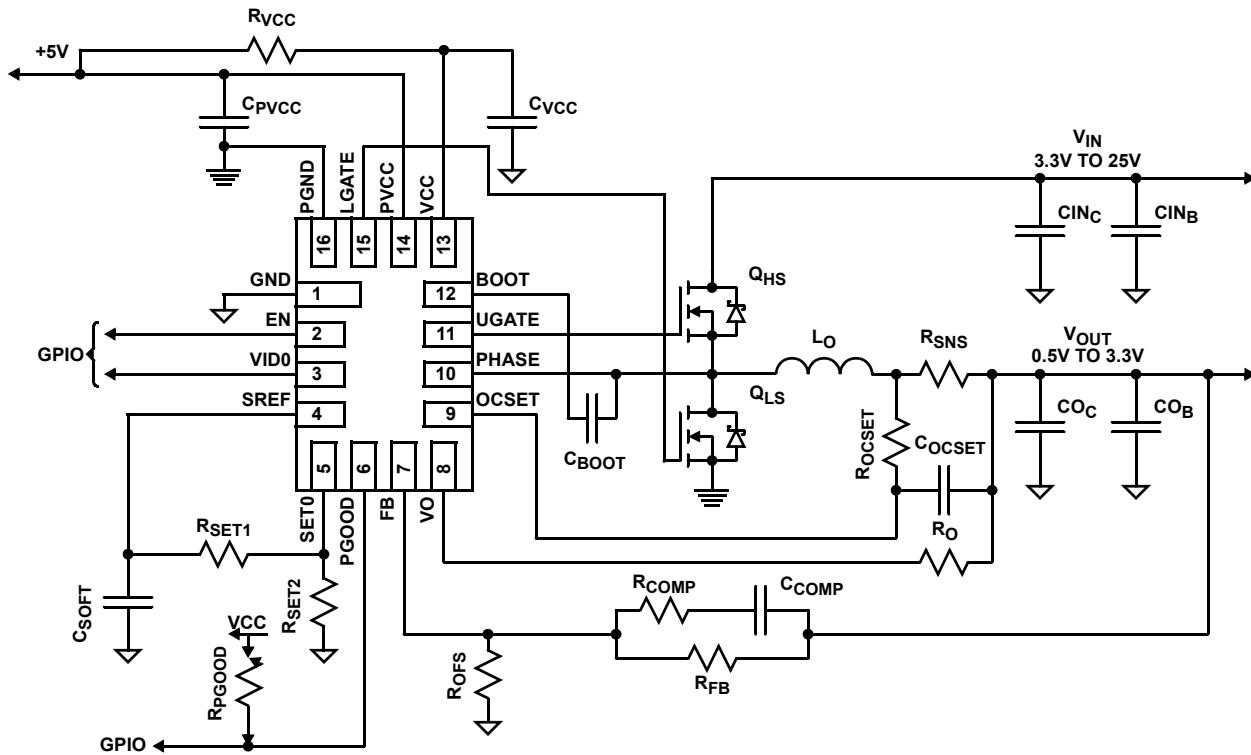 RVCC
+5V
CPVCC
CVCC
VIN
3.3V TO 25V
PGND
LGATE
PVCC
VCC
16
15
14
13
CINC
CINB
GND
1
12
BOOT
QHS
EN
2
11
UGATE
GPIO
VID0
3
10
PHASE
LO
RSNS
VOUT
0.5V TO 3.3V
SREF
4
9
OCSET
QLS
COC
COB
CBOOT
ROCSET
COCSET
5
6
7
8
SET0
PGOOD
FB
VO
RO
RSET1
CSOFT
RSET2
RCOMP
CCOMP
VCC
RPGOOD
ROFS
RFB
GPIO